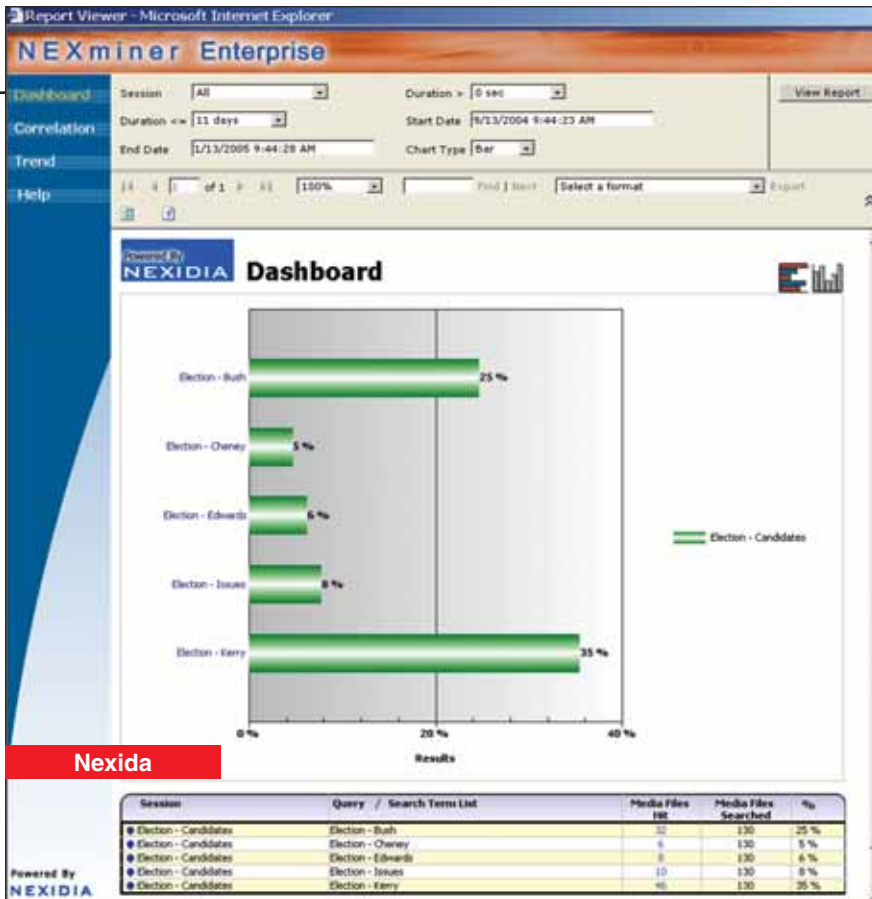 Report Viewer - Microsoft Internet Explorer
NEXminer Enterprise
Dashboard
Correlation
Trend
Help
Session All Duration > 0 sec View Report
Duration <= 11 days Start Date 9/13/2004 9:44:23 AM
End Date 1/13/2005 9:44:28 AM Chart Type Bar
of 1 100% Find | Next Select a format Export
Powered By
NEXIDIA Dashboard
Election - Bush 25 %
Election - Cheney 5 %
Election - Edwards 6 %
Election - Candidates
Election - Issues 8 %
Election - Kerry 35 %
0 % 20 % 40 %
Results
Nexida
Session Query / Search Term List Media Files Hit Media Files Searched %
Election - Candidates Election - Bush 32 130 25 %
Election - Candidates Election - Cheney 6 130 5 %
Election - Candidates Election - Edwards 8 130 6 %
Election - Candidates Election - Issues 10 130 8 %
Election - Candidates Election - Kerry 46 130 35 %
Powered By
NEXIDIA